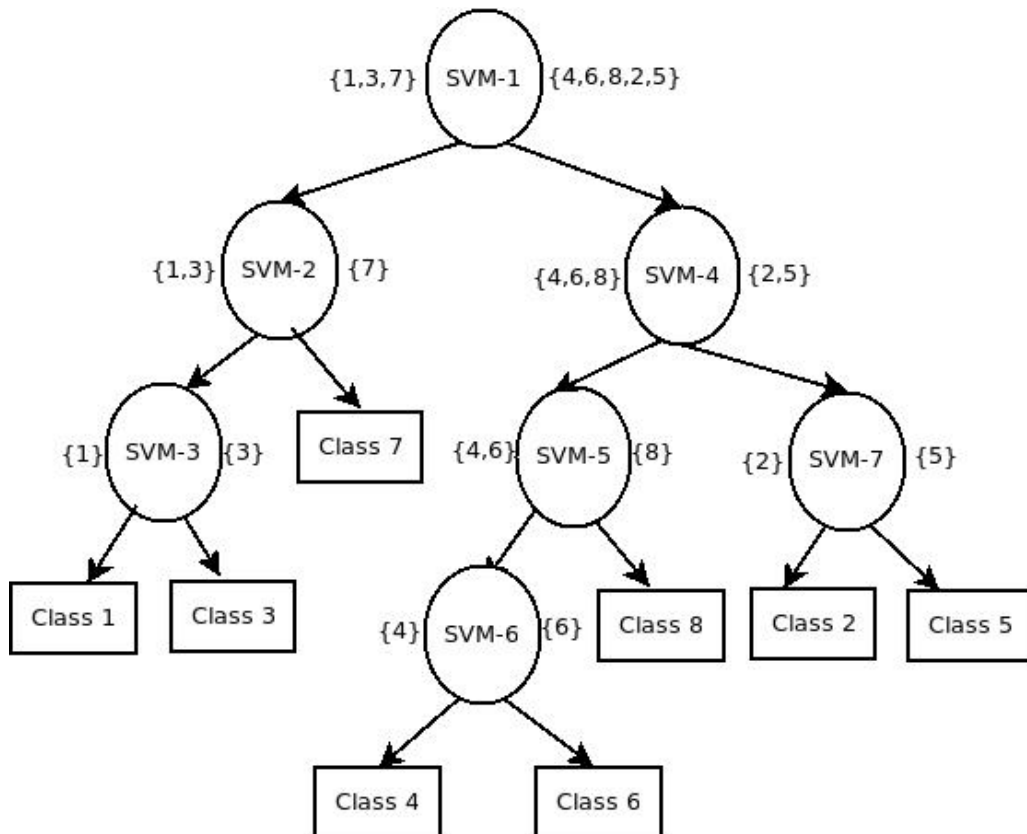 {1,3,7} SVM-1 {4,6,8,2,5}
{1,3} SVM-2 {7}
{4,6,8} SVM-4 {2,5}
{1} SVM-3 {3}
Class 7
{4,6} SVM-5 {8}
{2} SVM-7 {5}
Class 1
Class 3
{4} SVM-6 {6}
Class 8
Class 2
Class 5
Class 4
Class 6